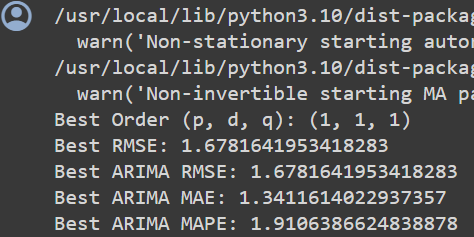 /usr/local/lib/python3.10/dist-packag
warn('Non-stationary starting autor
/usr/local/lib/python3.10/dist-packag
warn('Non-invertible starting MA pa
Best Order (p, d, q): (1, 1, 1)
Best RMSE: 1.6781641953418283
Best ARIMA RMSE: 1.6781641953418283
Best ARIMA MAE: 1.3411614022937357
Best ARIMA MAPE: 1.9106386624838878